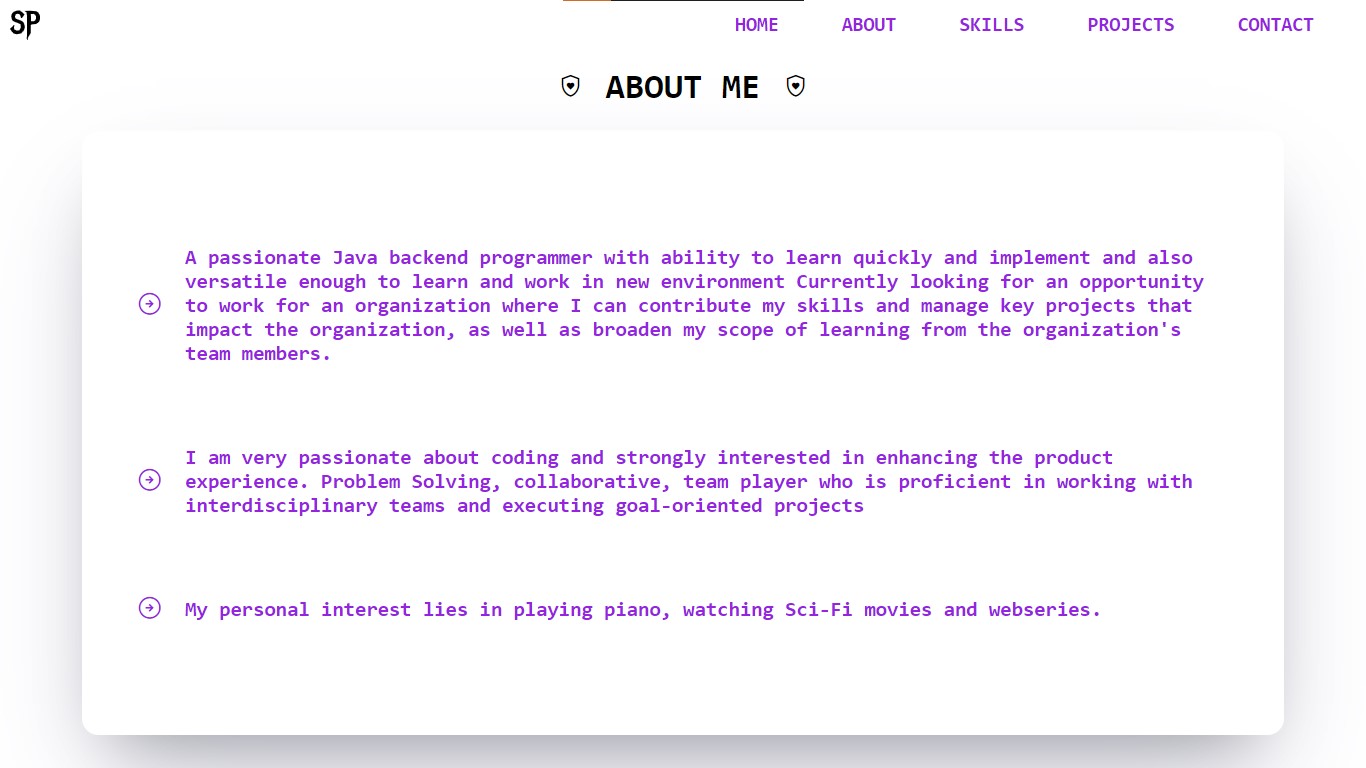 SP
HOME ABOUT SKILLS PROJECTS CONTACT
ABOUT ME
A passionate Java backend programmer with ability to learn quickly and implement and also
versatile enough to learn and work in new environment Currently looking for an opportunity
to work for an organization where I can contribute my skills and manage key projects that
impact the organization, as well as broaden my scope of learning from the organization's
team members.
I am very passionate about coding and strongly interested in enhancing the product
experience. Problem Solving, collaborative, team player who is proficient in working with
interdisciplinary teams and executing goal-oriented projects
My personal interest lies in playing piano, watching Sci-Fi movies and webseries.